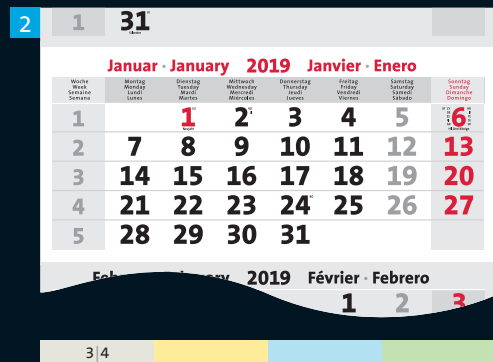 2
1 31
Januar · January 2019 Janvier · Enero
Woche Montag Dienstag Mittwoch Donnerstag Freitag Samstag Sonntag
Week Monday Tuesday Wednesday Thursday Friday Saturday Sunday
Semaine Lundi Mardi Mercredi Jeudi Vendredi Samedi Dimanche
Semana Lunes Martes Miércoles Jueves Viernes Sábado Domingo
1 1 2 3 4 5 6
2 7 8 9 10 11 12 13
3 14 15 16 17 18 19 20
4 21 22 23 24 25 26 27
5 28 29 30 31
2019 Février · Febrero
1 2 3
3|4